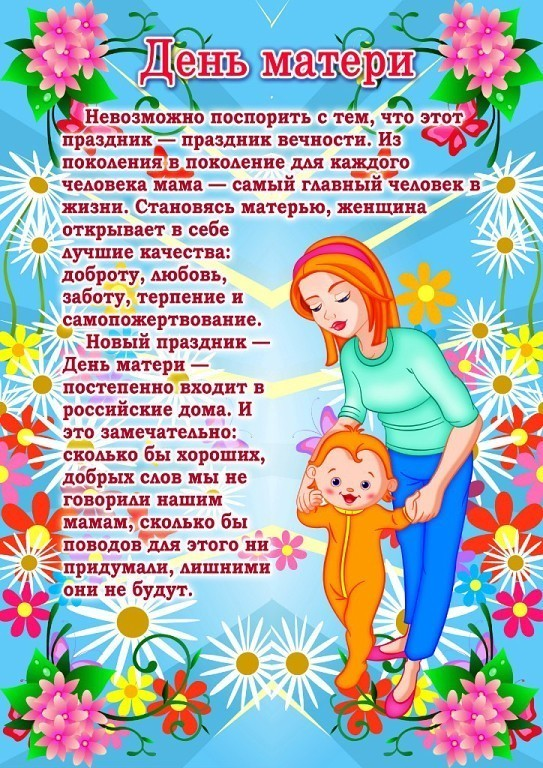 День матери
Невозможно поспорить с тем, что этот
праздник — праздник вечности. Из
поколения в поколение для каждого
человека мама — самый главный человек в
жизни. Становясь матерью, женщина
открывает в себе
лучшие качества:
доброту, любовь,
заботу, терпение и
самопожертвование.
Новый праздник —
День матери —
постепенно входит в
российские дома. И
это замечательно:
сколько бы хороших,
добрых слов мы не
говорили нашим
мамам, сколько бы
поводов для этого ни
придумали, лишними
они не будут.